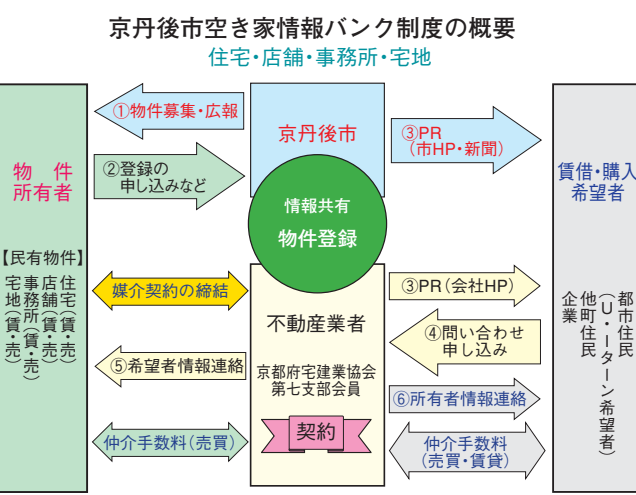 京丹後市空き家情報バンク制度の概要
住宅・店舗・事務所・宅地
①物件募集・広報
京丹後市
③PR
(市HP・新聞)
物　件
所有者
②登録の
申し込みなど
賃借・購入
希望者
情報共有
物件登録
【民有物件】
住宅(賃・売)
店舗(賃・売)
事務所(賃・売)
宅地(賃・売)
媒介契約の締結
③PR(会社HP)
不動産業者
④問い合わせ
申し込み
都市住民
(U・Iターン希望者)
他町住民
企業
⑤希望者情報連絡
京都府宅建業協会
第七支部会員
⑥所有者情報連絡
仲介手数料(売買)
契約
仲介手数料
(売買・賃貸)